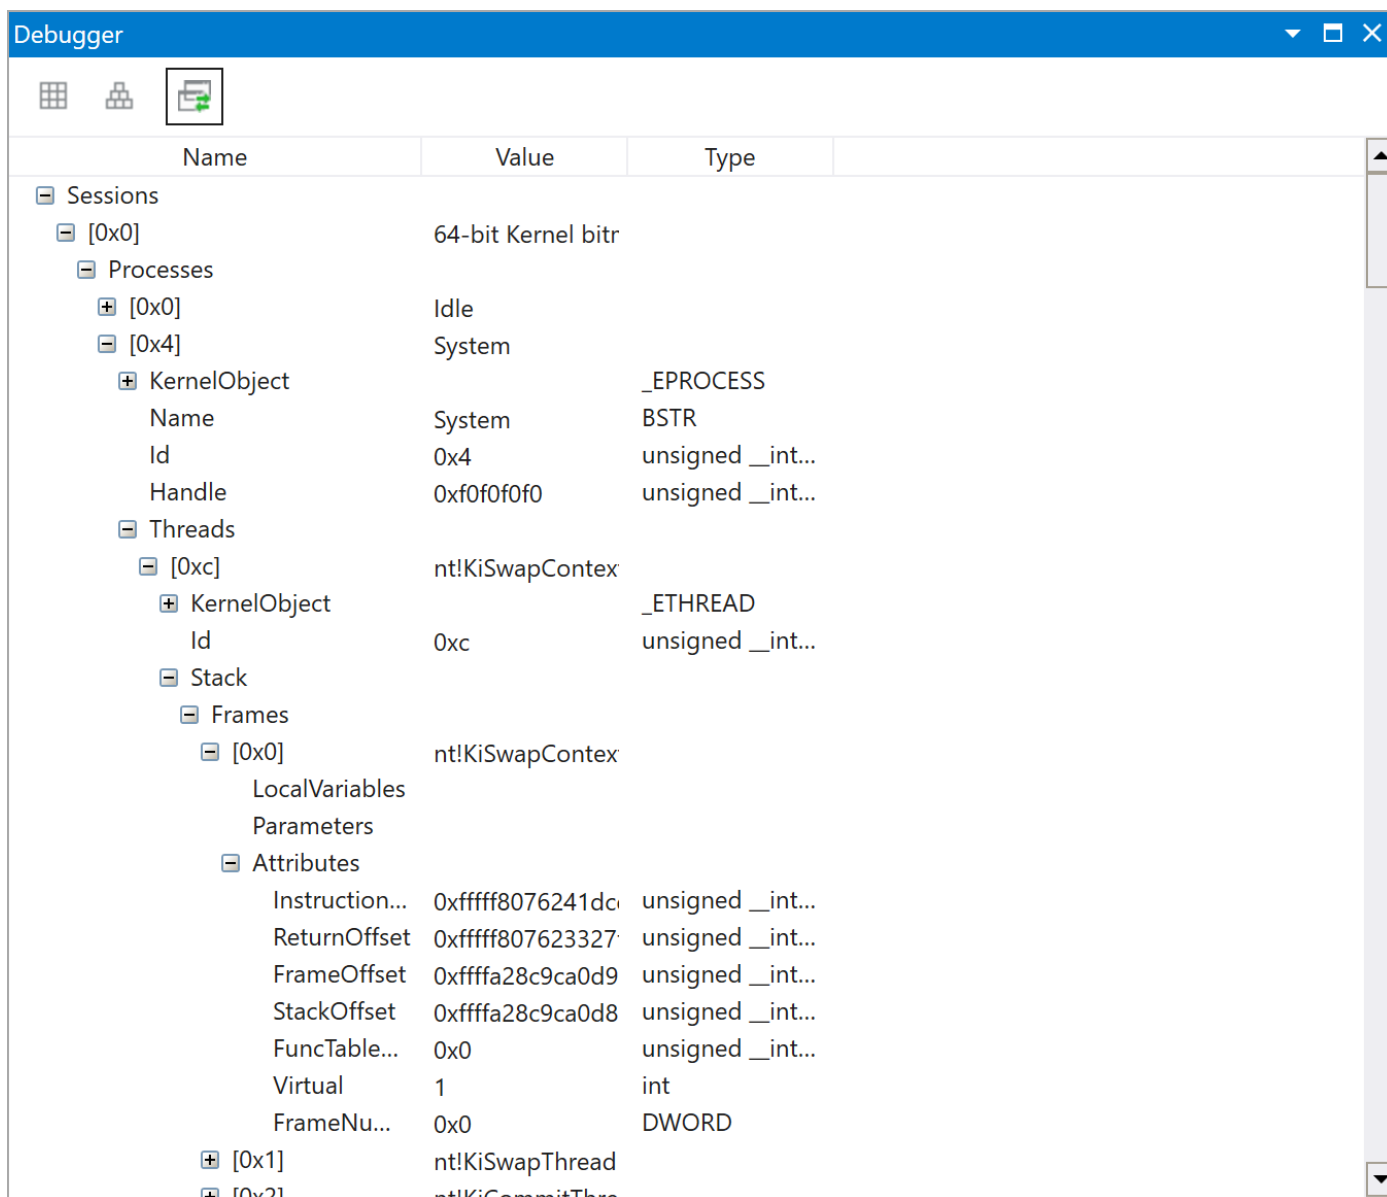 Debugger
Name Value Type
Sessions
[0x0] 64-bit Kernel
Processes
[0x0] Idle
[0x4] System
KernelObject _EPROCESS
Name System BSTR
Id 0x4 unsigned __int...
Handle 0xf0f0f0f0 unsigned __int...
Threads
[0xc] nt!KiSwapContex
KernelObject _ETHREAD
Id 0xc unsigned __int...
Stack
Frames
[0x0] nt!KiSwapContex
LocalVariables
Parameters
Attributes
Instruction... 0xfffff8076241dc unsigned __int...
ReturnOffset 0xfffff807623327 unsigned __int...
FrameOffset 0xffffa28c9ca0d9 unsigned __int...
StackOffset 0xffffa28c9ca0d8 unsigned __int...
FuncTable... 0x0 unsigned __int...
Virtual 1 int
FrameNu... 0x0 DWORD
[0x1] nt!KiSwapThread
[0x2] nt!KiCommitThre